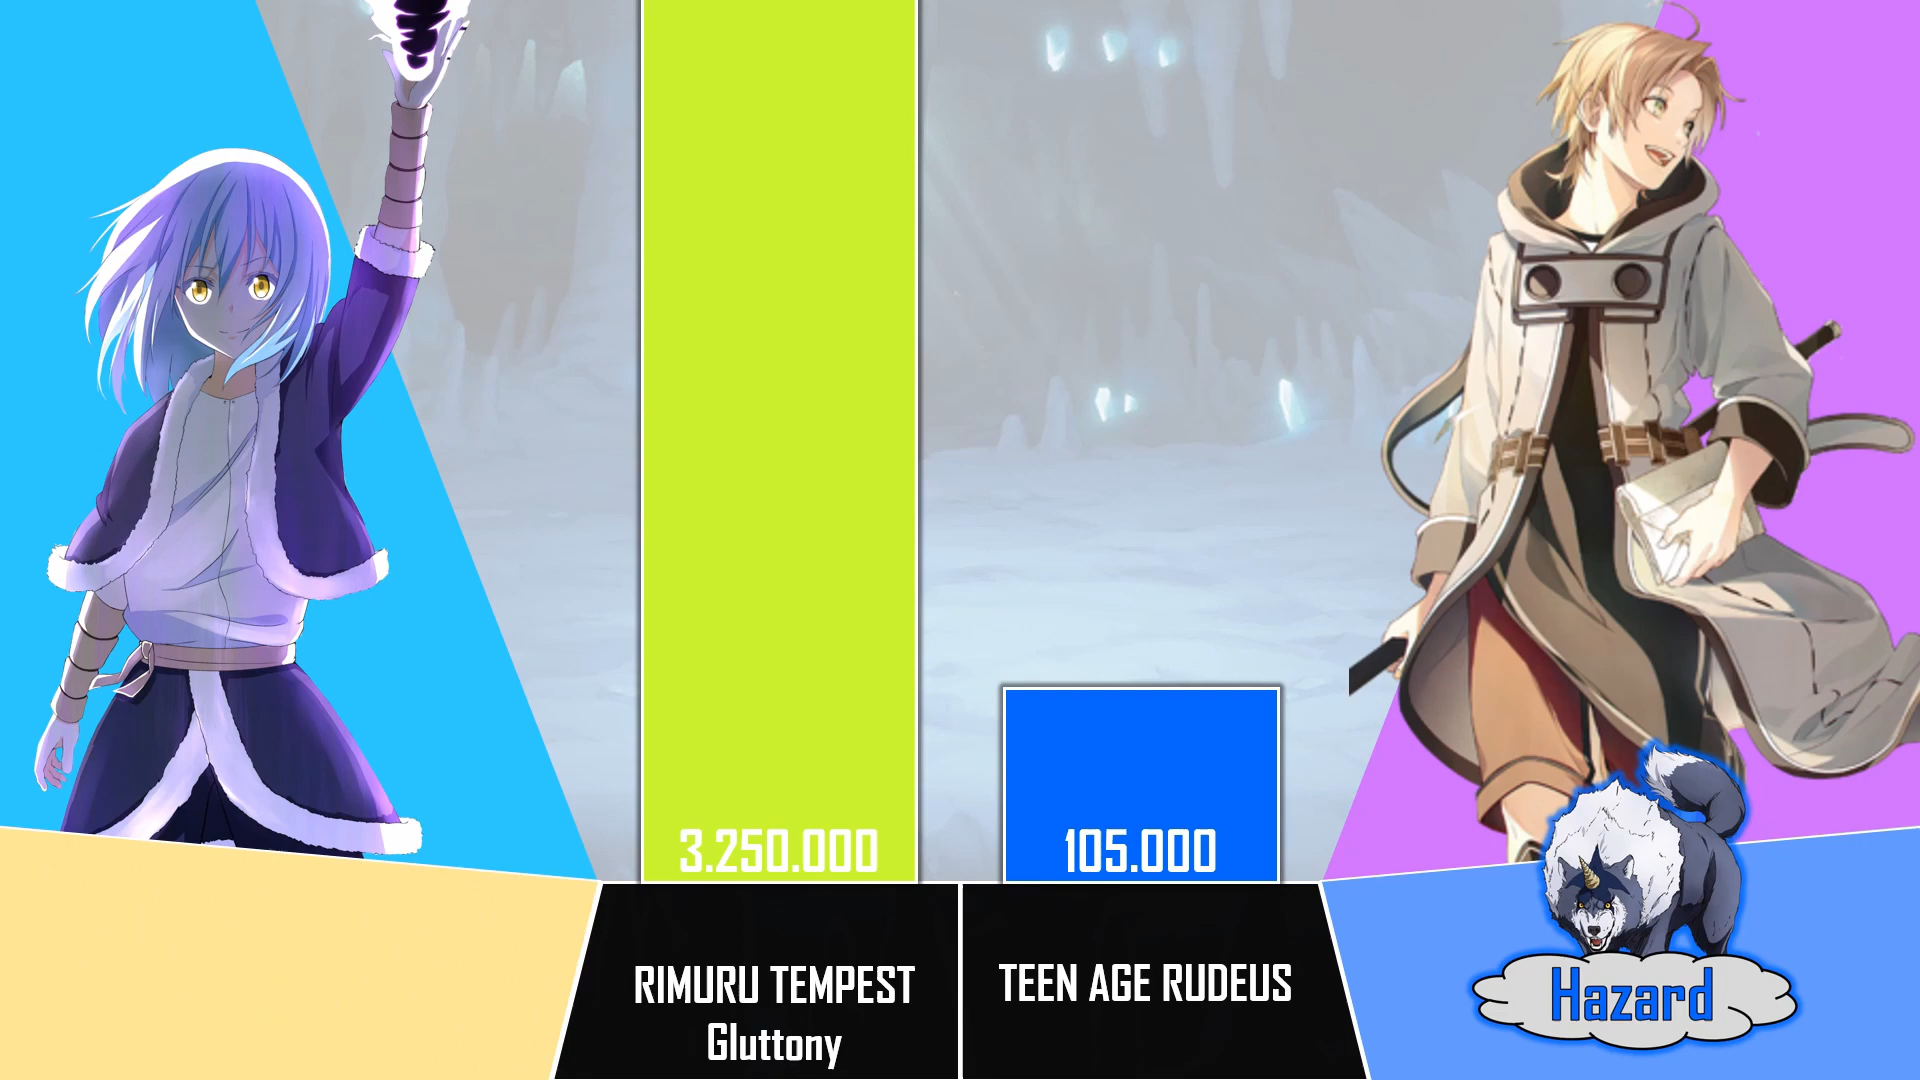 3.250.000
105.000
RIMURU TEMPEST
Gluttony
TEEN AGE RUDEUS
Hazard